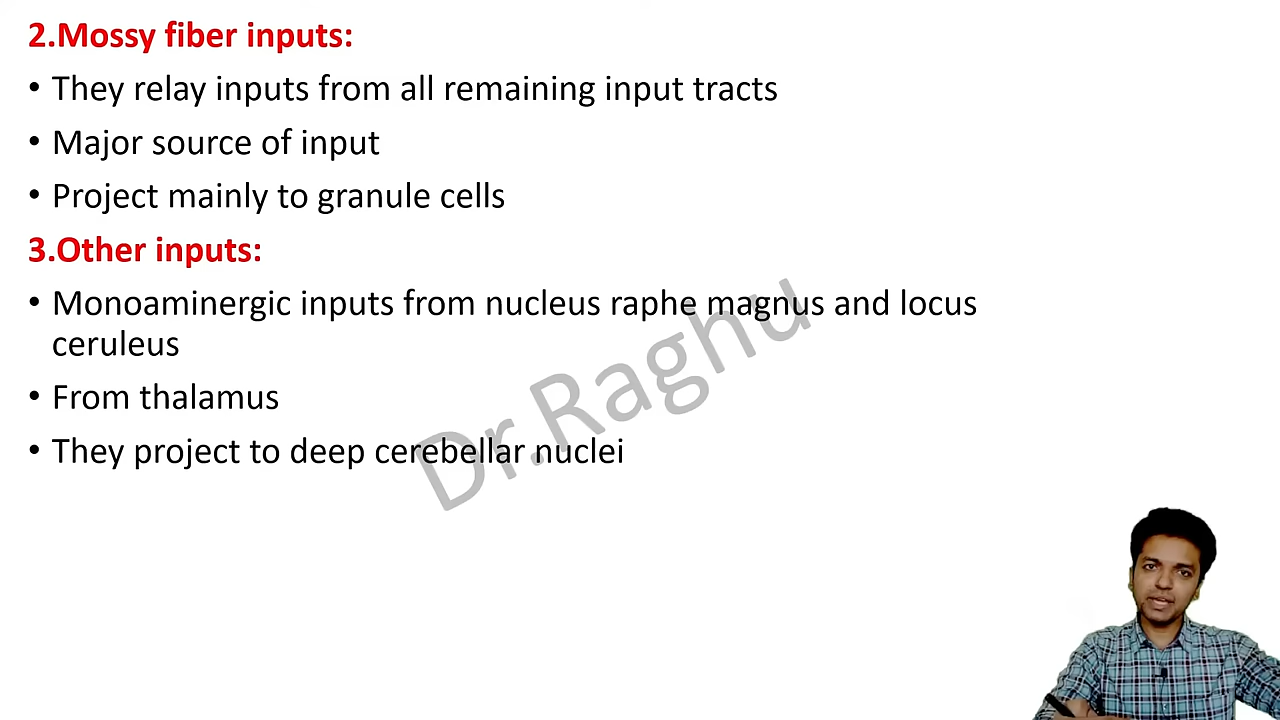 2.Mossy fiber inputs:
• They relay inputs from all remaining input tracts
• Major source of input
• Project mainly to granule cells
3.Other inputs:
• Monoaminergic inputs from nucleus raphe magnus and locus
ceruleus
• From thalamus
• They project to deep cerebellar nuclei
Dr.Raghu